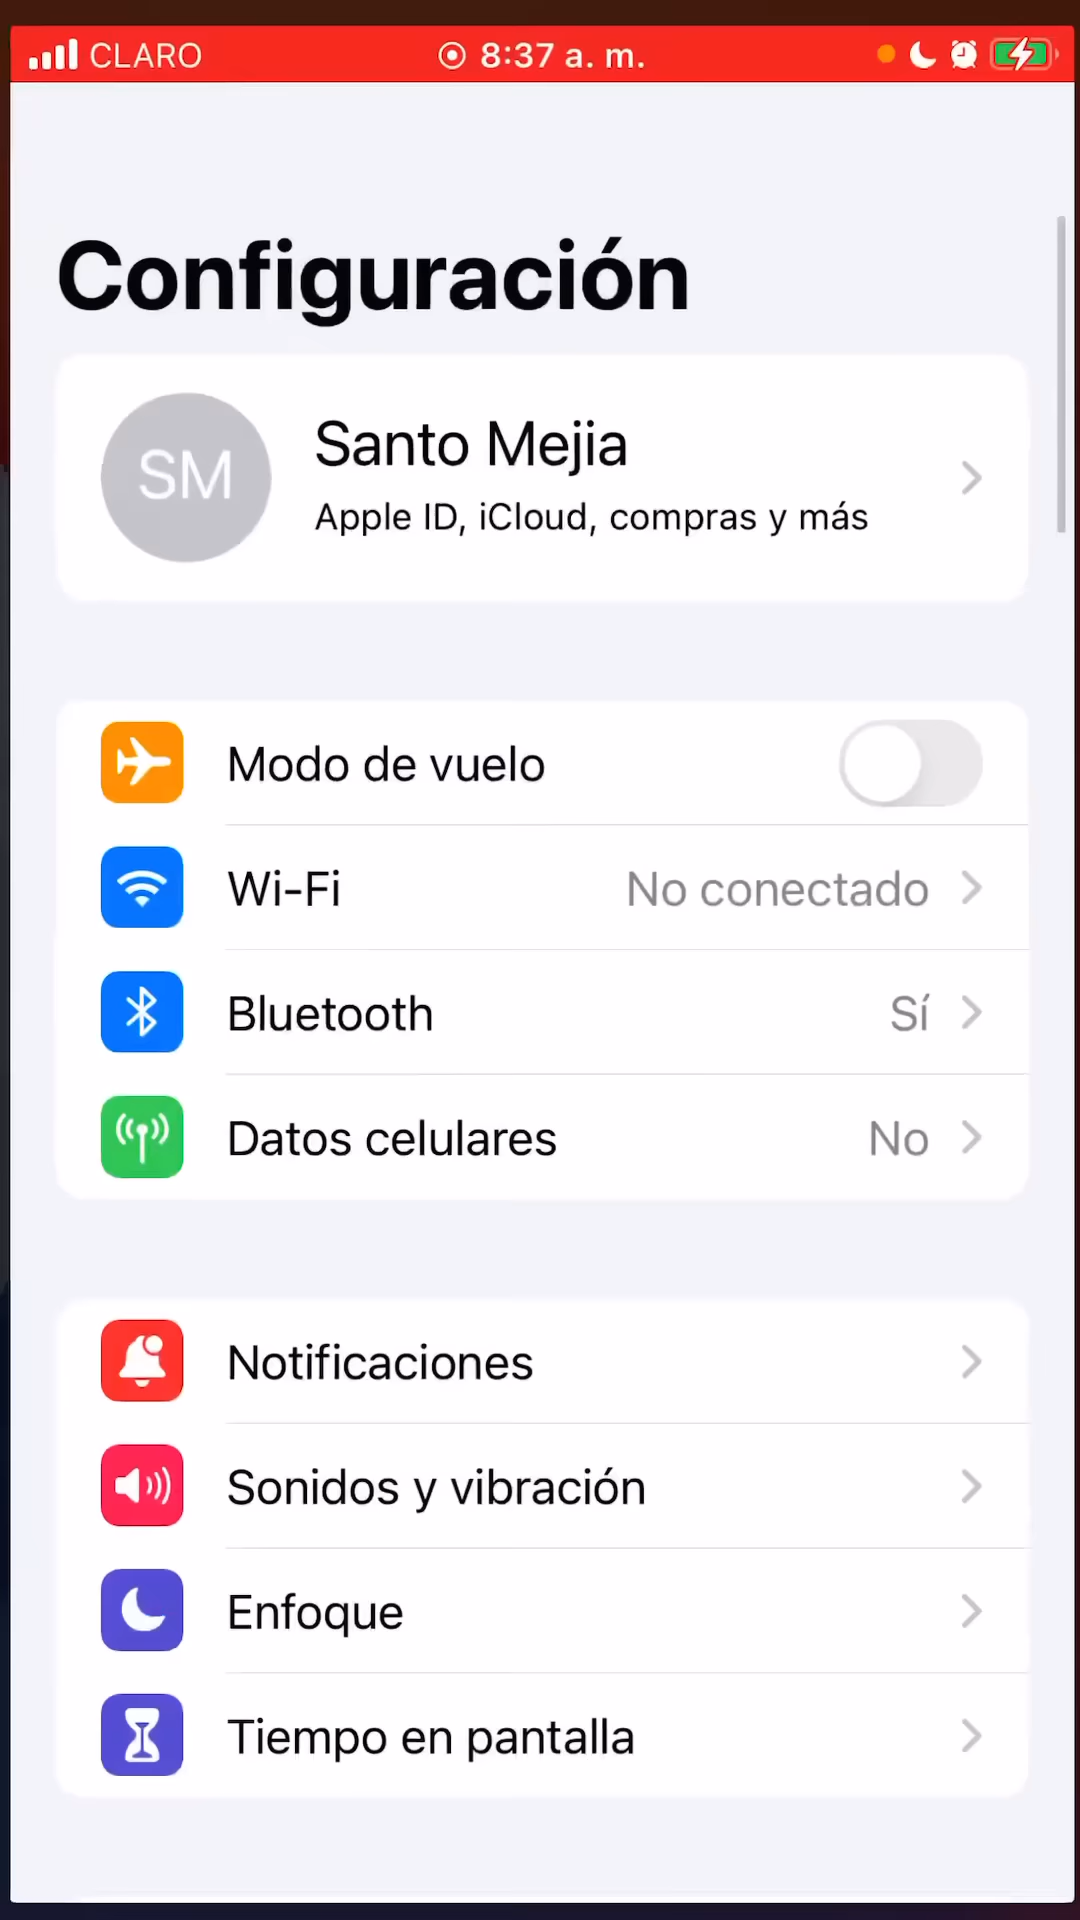 CLARO 8:37 a. m.
Configuración
SM
Santo Mejia
Apple ID, iCloud, compras y más
Modo de vuelo
Wi-Fi No conectado
Bluetooth Sí
Datos celulares No
Notificaciones
Sonidos y vibración
Enfoque
Tiempo en pantalla